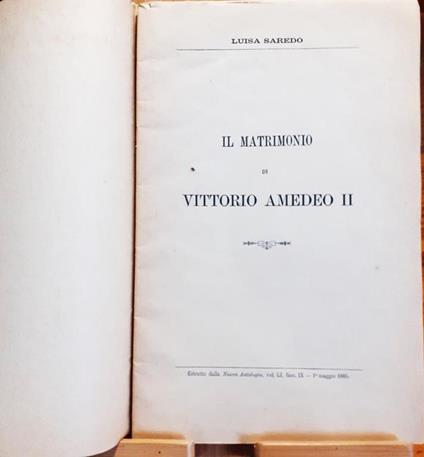 LUISA SAREDO
IL MATRIMONIO
DI
VITTORIO AMEDEO II
Estratto dalla Nuova Antologia, vol. LI, fasc. IX — 1° maggio 1885.